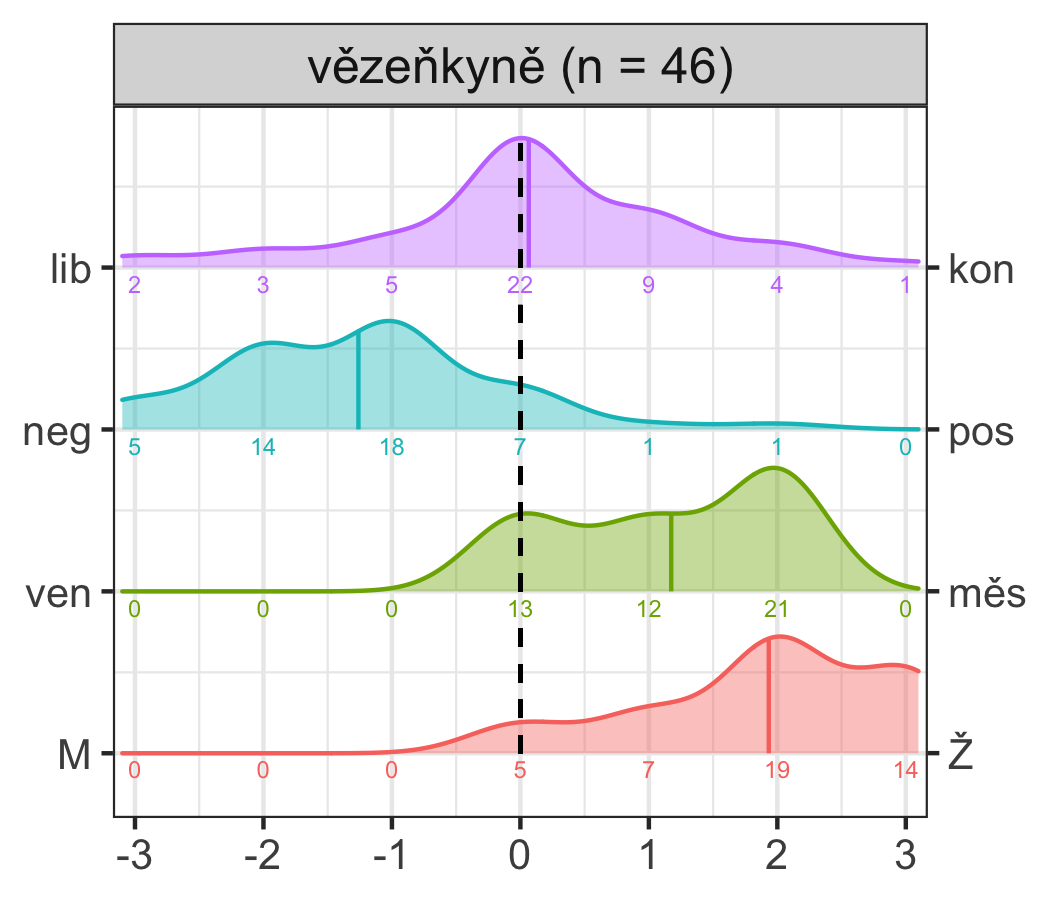 vězeňkyně (n = 46)
lib kon
2 3 5 22 9 4 1
neg pos
5 14 18 7 1 1 0
ven měs
0 0 0 13 12 21 0
M Ž
0 0 0 5 7 19 14
-3 -2 -1 0 1 2 3